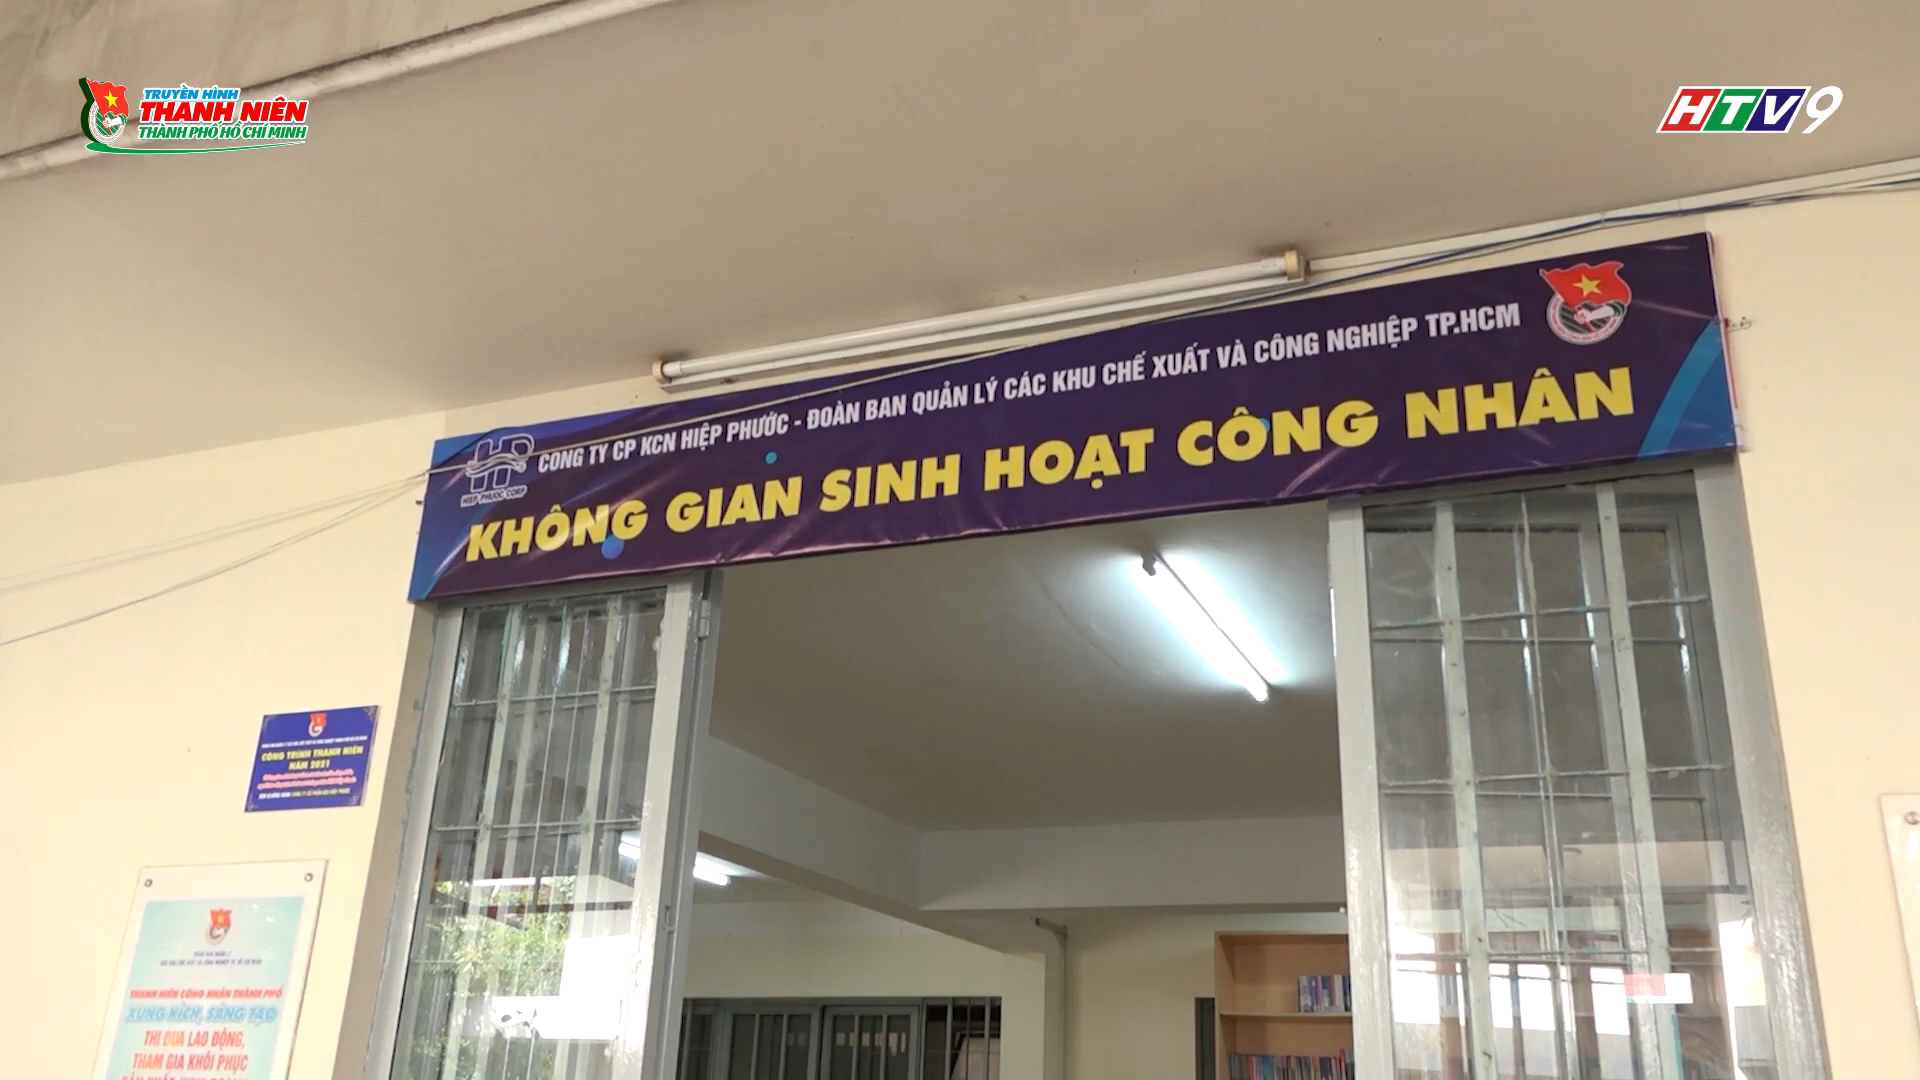 TRUYỀN HÌNH
THANH NIÊN
THÀNH PHỐ HỒ CHÍ MINH
HTV9
CÔNG TY CP KCN HIỆP PHƯỚC - ĐOÀN BAN QUẢN LÝ CÁC KHU CHẾ XUẤT VÀ CÔNG NGHIỆP TP.HCM
HIEP PHUOC CORP
KHÔNG GIAN SINH HOẠT CÔNG NHÂN
CÔNG TRÌNH THANH NIÊN
NĂM 2021
THANH NIÊN CÔNG NHÂN THÀNH PHỐ
XUNG KÍCH, SÁNG TẠO
THI ĐUA LAO ĐỘNG,
THAM GIA KHÔI PHỤC